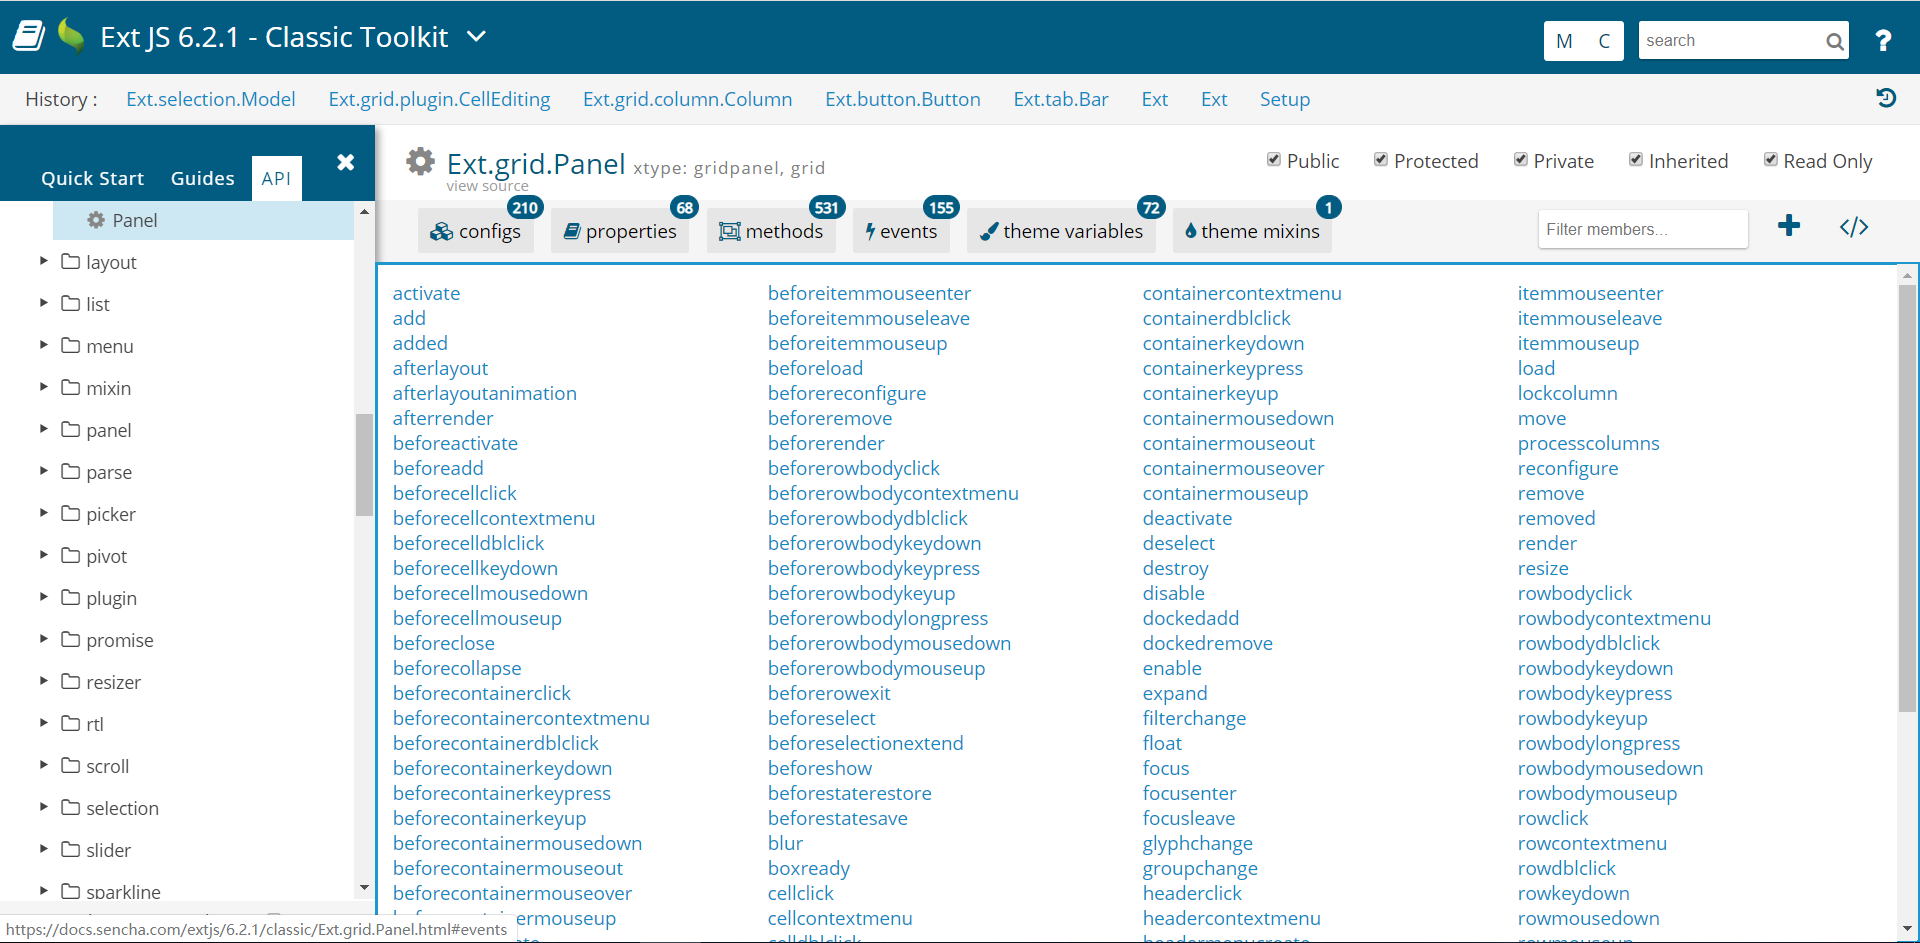 Ext JS 6.2.1 - Classic Toolkit
M C
search
?
History : Ext.selection.Model Ext.grid.plugin.CellEditing Ext.grid.column.Column Ext.button.Button Ext.tab.Bar Ext Ext Setup
Quick Start Guides API
Panel
layout
list
menu
mixin
panel
parse
picker
pivot
plugin
promise
resizer
rtl
scroll
selection
slider
sparkline
Ext.grid.Panel xtype: gridpanel, grid
view source
Public Protected Private Inherited Read Only
configs 210
properties 68
methods 531
events 155
theme variables 72
theme mixins 1
Filter members...
</>
activate
add
added
afterlayout
afterlayoutanimation
afterrender
beforeactivate
beforeadd
beforecellclick
beforecellcontextmenu
beforecelldblclick
beforecellkeydown
beforecellmousedown
beforecellmouseup
beforeclose
beforecollapse
beforecontainerclick
beforecontainercontextmenu
beforecontainerdblclick
beforecontainerkeydown
beforecontainerkeypress
beforecontainerkeyup
beforecontainermousedown
beforecontainermouseout
beforecontainermouseover
beforeitemmouseenter
beforeitemmouseleave
beforeitemmouseup
beforeload
beforereconfigure
beforeremove
beforerender
beforerowbodyclick
beforerowbodycontextmenu
beforerowbodydblclick
beforerowbodykeydown
beforerowbodykeypress
beforerowbodykeyup
beforerowbodylongpress
beforerowbodymousedown
beforerowbodymouseup
beforerowexit
beforeselect
beforeselectionextend
beforeshow
beforestaterestore
beforestatesave
blur
boxready
cellclick
cellcontextmenu
celldblclick
containercontextmenu
containerdblclick
containerkeydown
containerkeypress
containerkeyup
containermousedown
containermouseout
containermouseover
containermouseup
deactivate
deselect
destroy
disable
dockedadd
dockedremove
enable
expand
filterchange
float
focus
focusenter
focusleave
glyphchange
groupchange
headerclick
headercontextmenu
headermenucreate
itemmouseenter
itemmouseleave
itemmouseup
load
lockcolumn
move
processcolumns
reconfigure
remove
removed
render
resize
rowbodyclick
rowbodycontextmenu
rowbodydblclick
rowbodykeydown
rowbodykeypress
rowbodykeyup
rowbodylongpress
rowbodymousedown
rowbodymouseup
rowclick
rowcontextmenu
rowdblclick
rowkeydown
rowmousedown
rowmouseup
https://docs.sencha.com/extjs/6.2.1/classic/Ext.grid.Panel.html#events